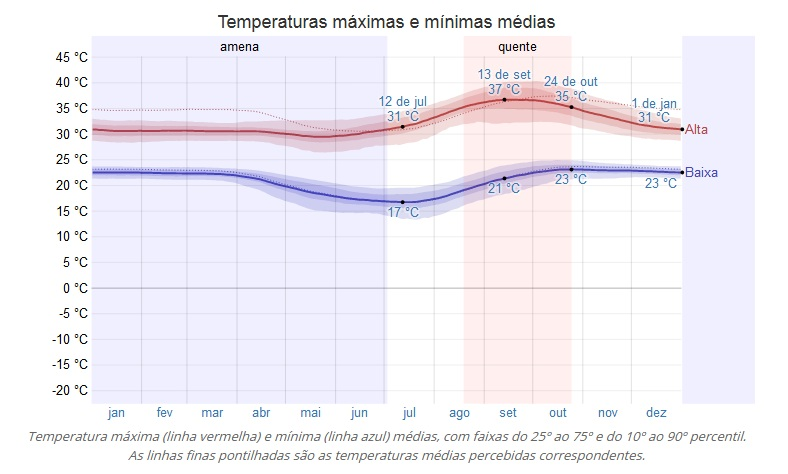 Temperaturas máximas e mínimas médias
amena quente
45 °C
40 °C
35 °C
30 °C
25 °C
20 °C
15 °C
10 °C
5 °C
0 °C
-5 °C
-10 °C
-15 °C
-20 °C
12 de jul
31 °C
13 de set
37 °C
24 de out
35 °C
1 de jan
31 °C
Alta
17 °C
21 °C
23 °C
23 °C
Baixa
jan fev mar abr mai jun jul ago set out nov dez
Temperatura máxima (linha vermelha) e mínima (linha azul) médias, com faixas do 25º ao 75º e do 10º ao 90º percentil.
As linhas finas pontilhadas são as temperaturas médias percebidas correspondentes.